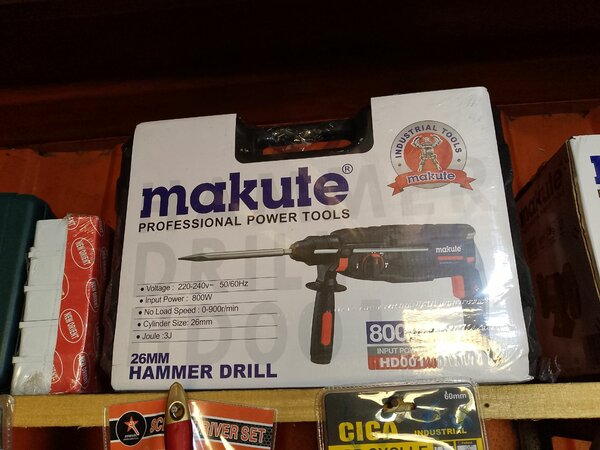 makute®
PROFESSIONAL POWER TOOLS
INDUSTRIAL TOOLS
makute
HAMMER
DRILL
makute
• Voltage : 220-240v~ 50/60Hz
• Input Power : 800W
• No Load Speed : 0-900r/min
• Cylinder Size: 26mm
• Joule :3J
26MM
HAMMER DRILL
800
INPUT
HD001
60mm
CICA
INDUSTRIAL
DRIVER SET